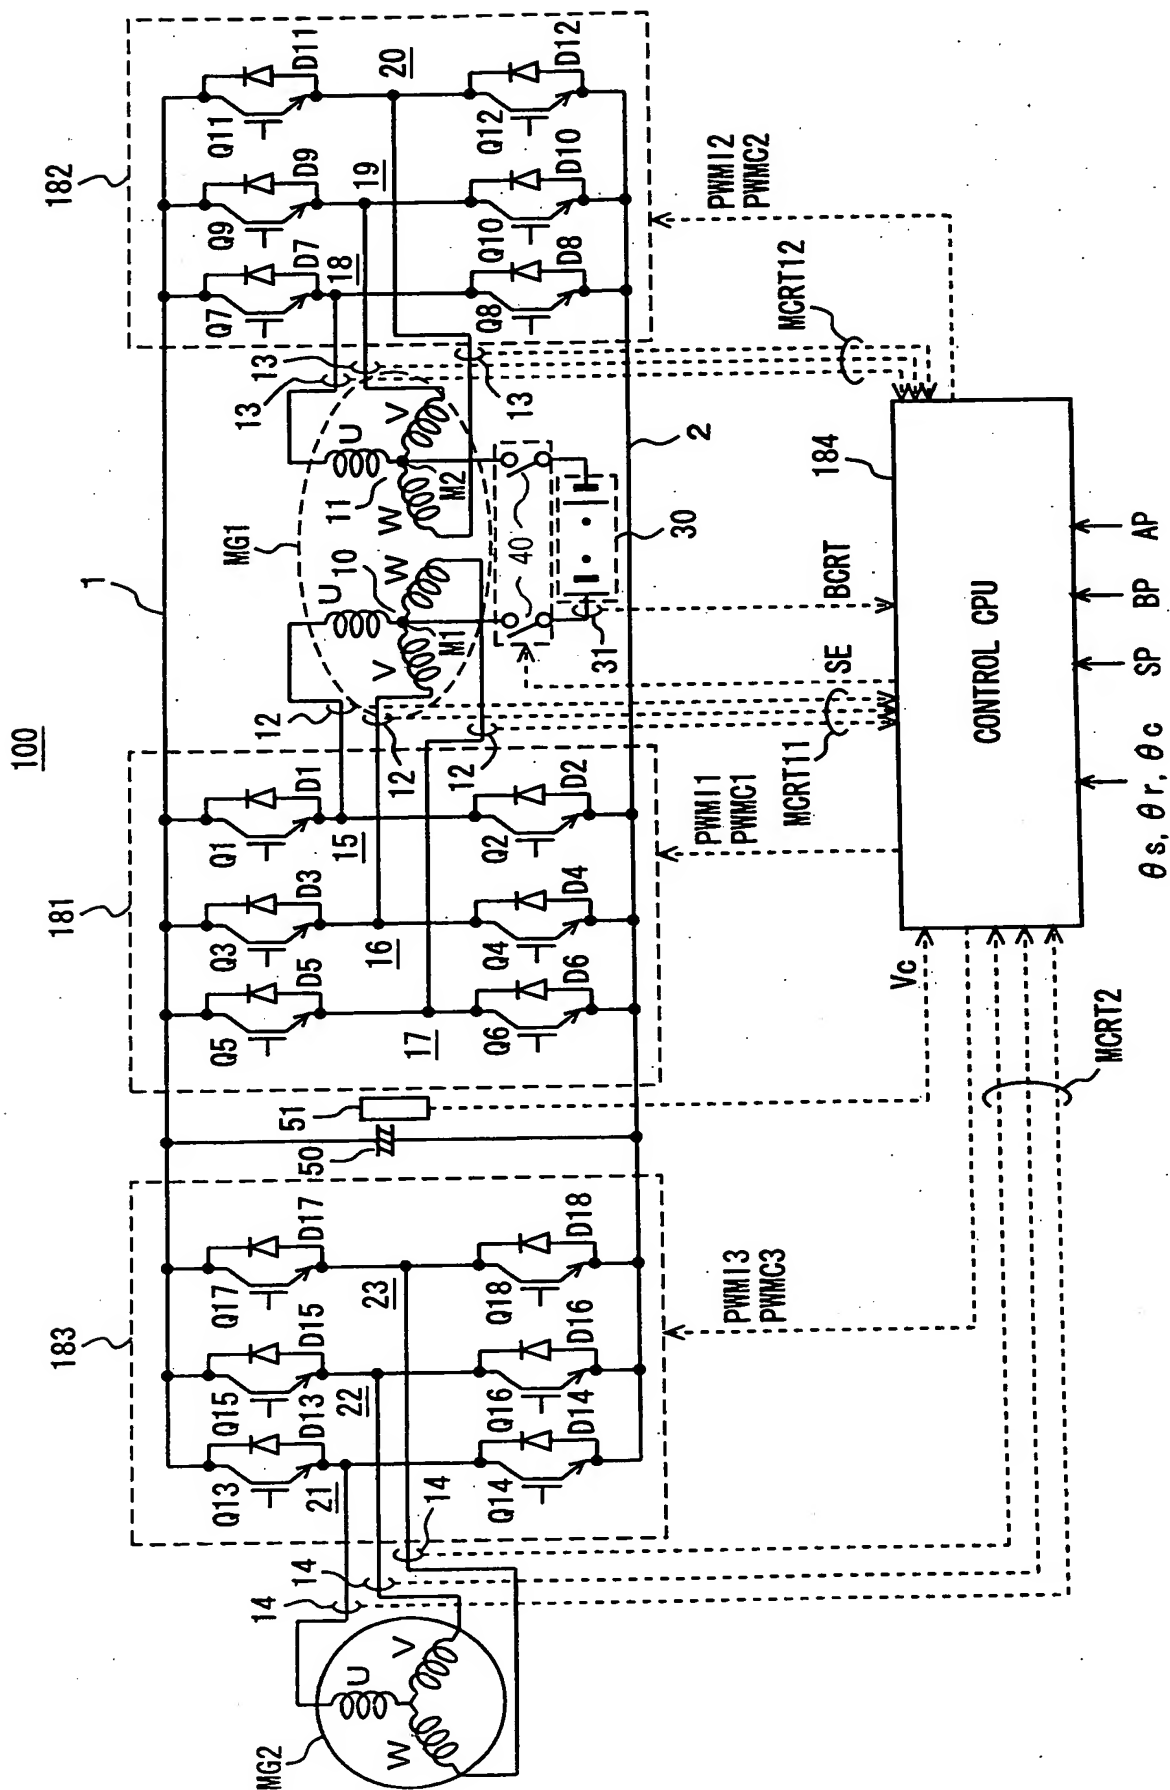 100
1
183
181
182
Q13
D13
Q15
D15
Q17
D17
21
22
23
Q14
D14
Q16
D16
Q18
D18
14
14
14
MG2
U
V
W
50
51
Q5
D5
Q3
D3
Q1
D1
17
16
15
Q6
D6
Q4
D4
Q2
D2
12
12
12
MG1
U
V
W
10
M1
U
V
W
11
M2
13
13
13
40
31
30
2
Q7
D7
Q9
D9
Q11
D11
18
19
20
Q8
D8
Q10
D10
Q12
D12
PWMI3
PWMC3
PWMI1
PWMC1
PWMI2
PWMC2
MCRT11
SE
BCRT
MCRT12
184
Vc
MCRT2
CONTROL CPU
θs, θr, θc
SP
BP
AP